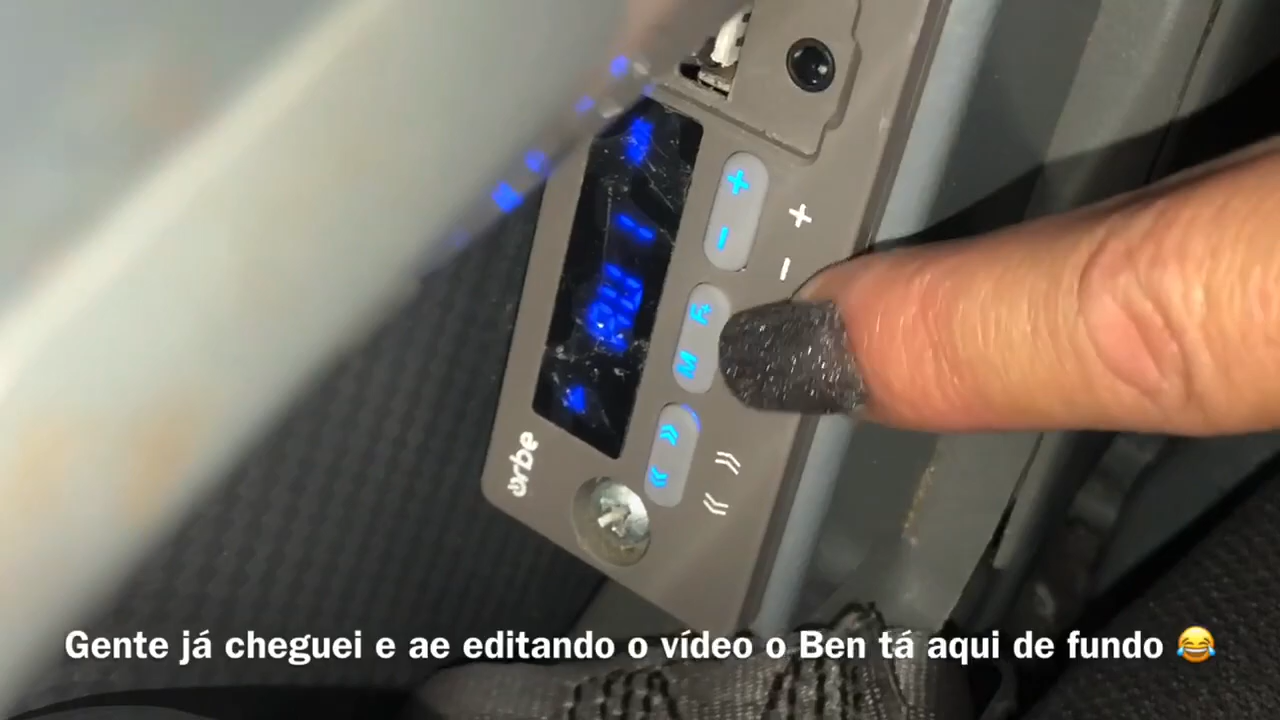 +
-
+
-
F
M
orbe
Gente já cheguei e ae editando o vídeo o Ben tá aqui de fundo 😂